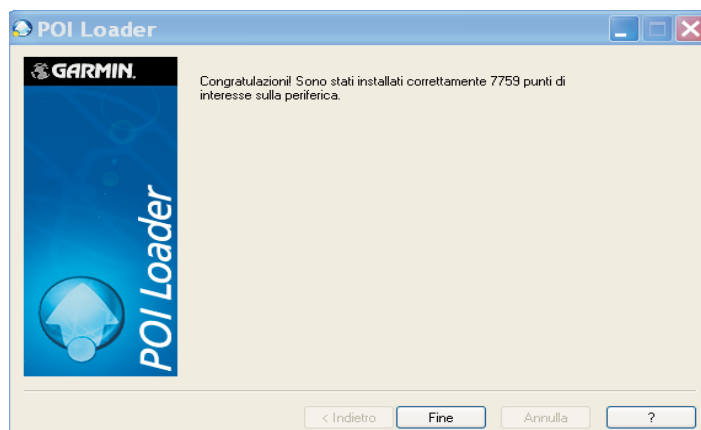 POI Loader
GARMIN.
POI Loader
Congratulazioni! Sono stati installati correttamente 7759 punti di
interesse sulla periferica.
< Indietro
Fine
Annulla
?